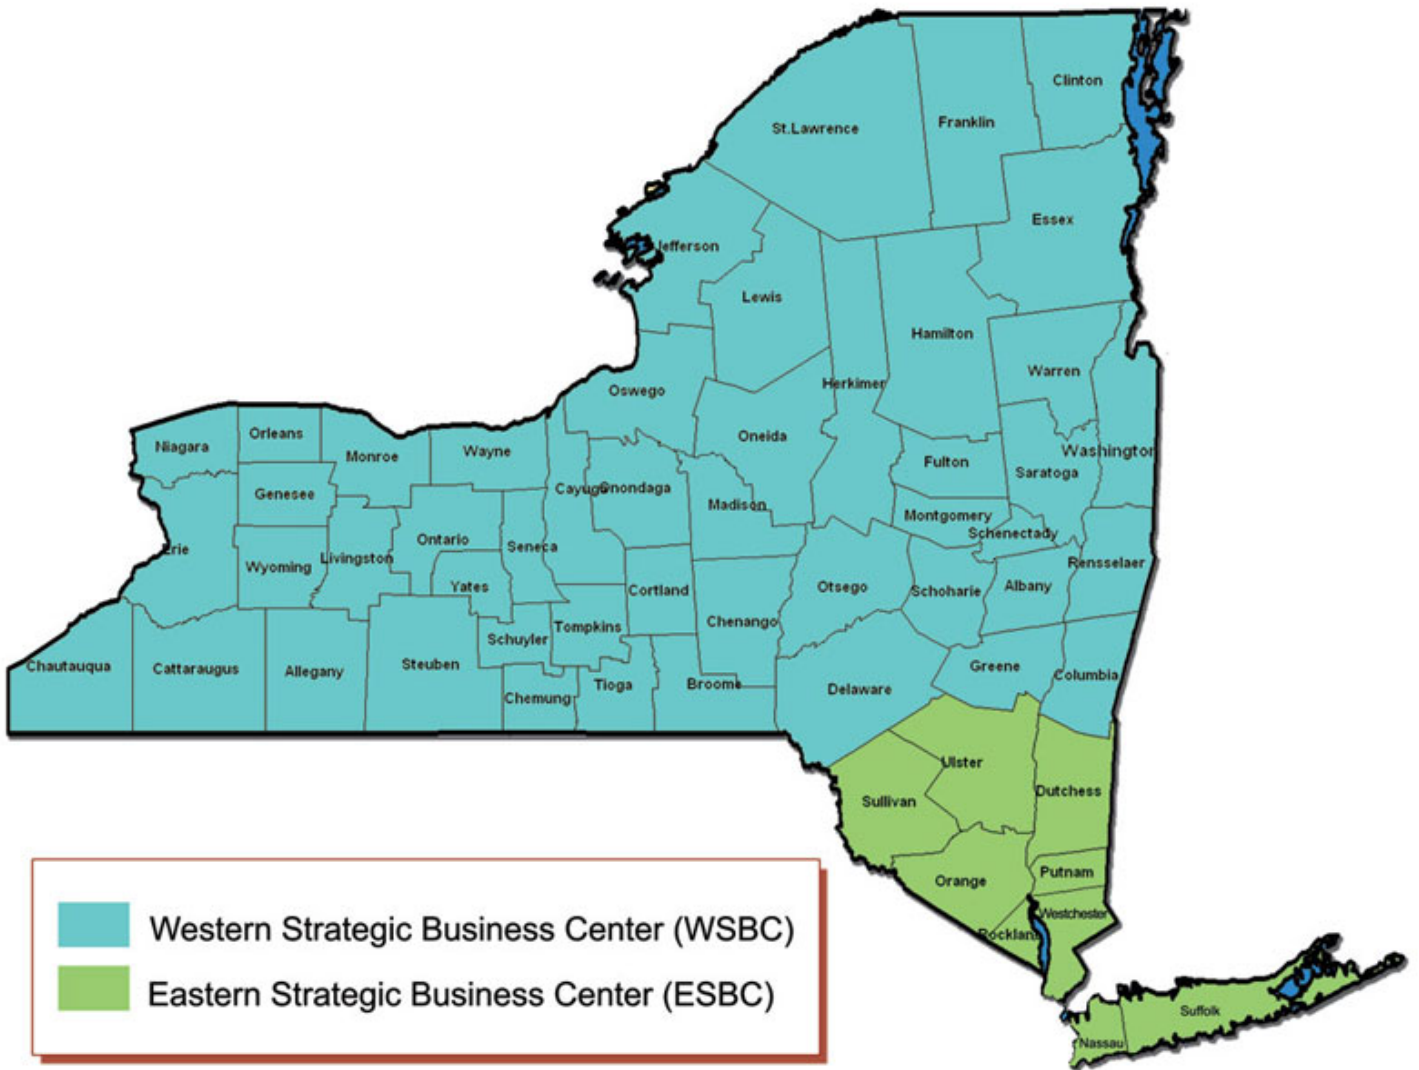 Clinton
St.Lawrence
Franklin
Essex
Jefferson
Lewis
Hamilton
Warren
Herkimer
Oswego
Oneida
Washington
Saratoga
Fulton
Niagara
Orleans
Monroe
Wayne
Cayuga
Onondaga
Genesee
Madison
Montgomery
Schenectady
Erie
Wyoming
Livingston
Ontario
Seneca
Yates
Cortland
Otsego
Schoharie
Albany
Rensselaer
Chenango
Tompkins
Schuyler
Chautauqua
Cattaraugus
Allegany
Steuben
Chemung
Tioga
Broome
Delaware
Greene
Columbia
Ulster
Sullivan
Dutchess
Orange
Putnam
Westchester
Rockland
Suffolk
Nassau
Western Strategic Business Center (WSBC)
Eastern Strategic Business Center (ESBC)